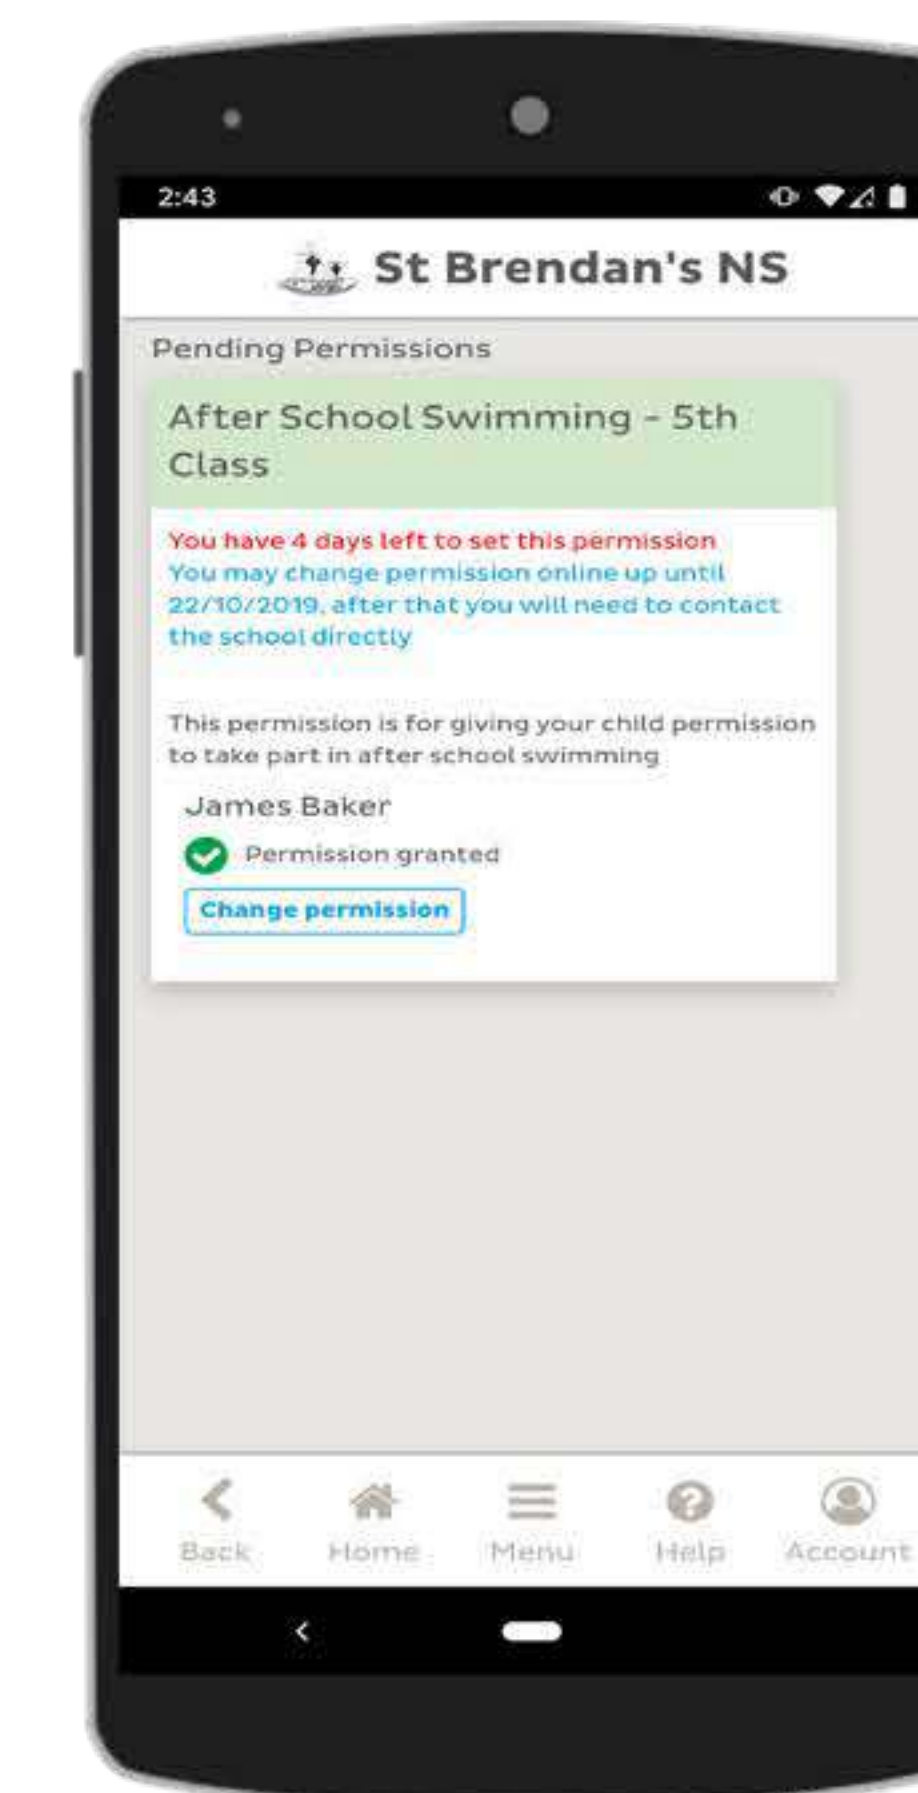 2:43
St Brendan's NS
Pending Permissions
After School Swimming - 5th
Class
You have 4 days left to set this permission
You may change permission online up until
22/10/2019, after that you will need to contact
the school directly
This permission is for giving your child permission
to take part in after school swimming
James Baker
Permission granted
Change permission
Back Home Menu Help Account